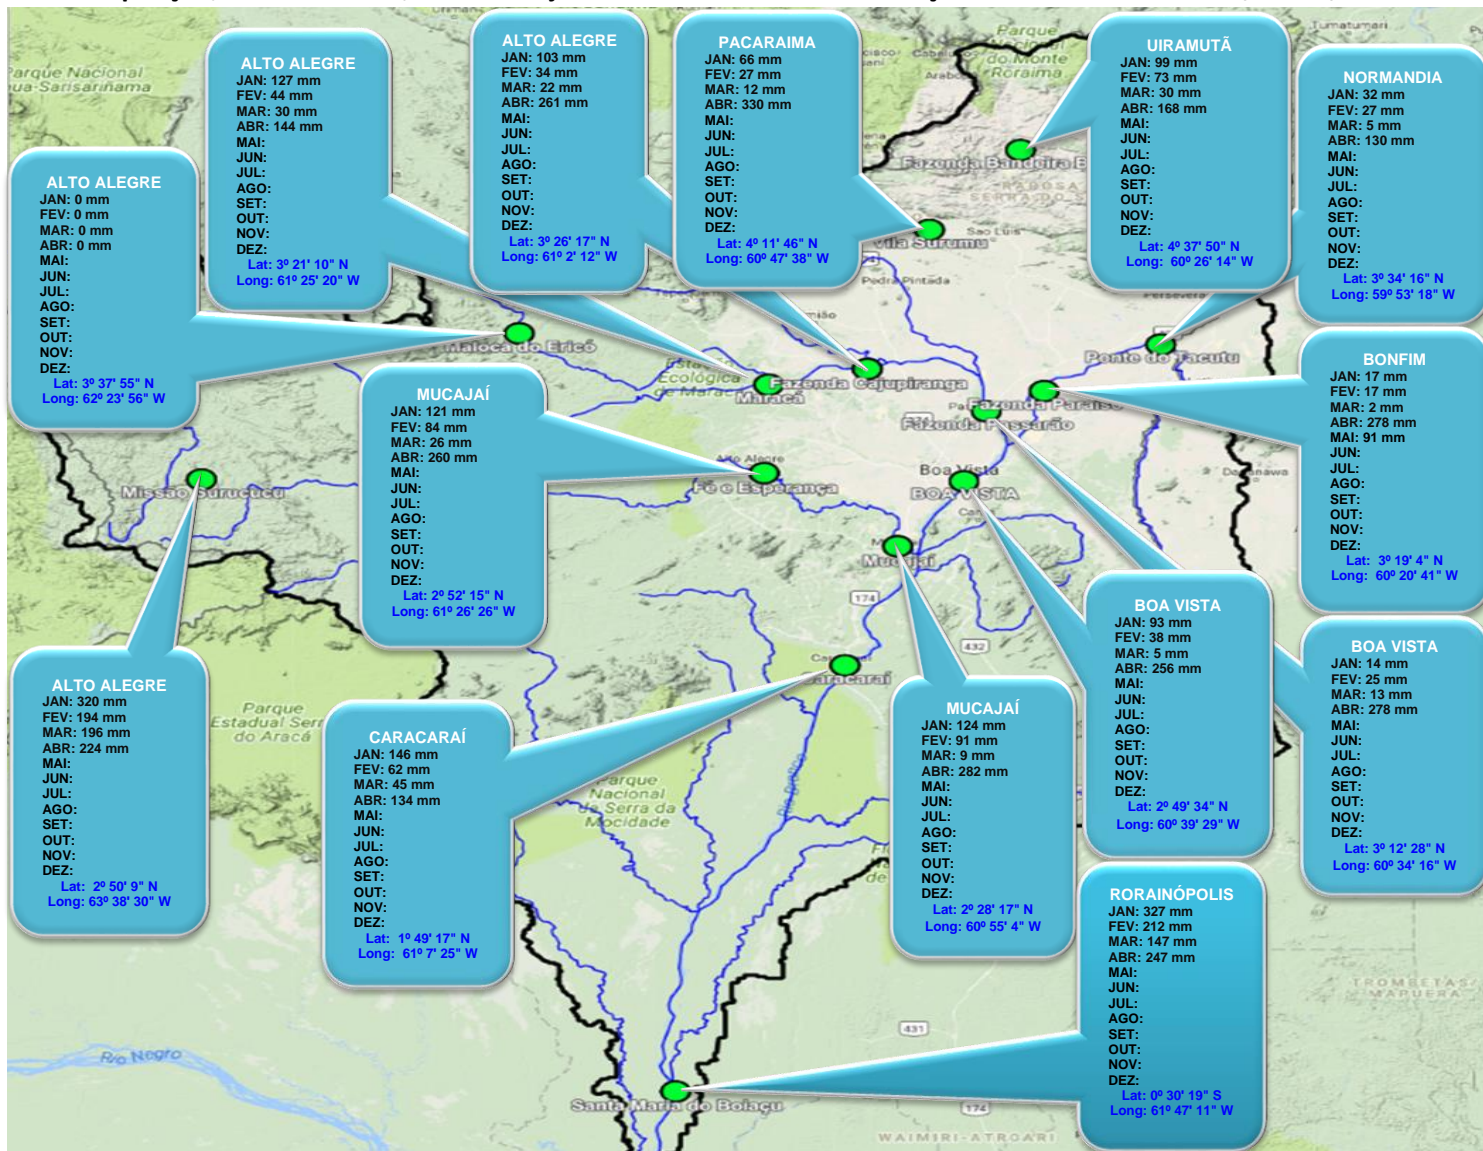 ALTO ALEGRE
JAN: 127 mm
FEV: 44 mm
MAR: 30 mm
ABR: 144 mm
MAI:
JUN:
JUL:
AGO:
SET:
OUT:
NOV:
DEZ:
Lat: 3º 21' 10" N
Long: 61º 25' 20" W
ALTO ALEGRE
JAN: 103 mm
FEV: 34 mm
MAR: 22 mm
ABR: 261 mm
MAI:
JUN:
JUL:
AGO:
SET:
OUT:
NOV:
DEZ:
Lat: 3º 26' 17" N
Long: 61º 2' 12" W
PACARAIMA
JAN: 66 mm
FEV: 27 mm
MAR: 12 mm
ABR: 330 mm
MAI:
JUN:
JUL:
AGO:
SET:
OUT:
NOV:
DEZ:
Lat: 4º 11' 46" N
Long: 60º 47' 38" W
UIRAMUTÃ
JAN: 99 mm
FEV: 73 mm
MAR: 30 mm
ABR: 168 mm
MAI:
JUN:
JUL:
AGO:
SET:
OUT:
NOV:
DEZ:
Lat: 4º 37' 50" N
Long: 60º 26' 14" W
NORMANDIA
JAN: 32 mm
FEV: 27 mm
MAR: 5 mm
ABR: 130 mm
MAI:
JUN:
JUL:
AGO:
SET:
OUT:
NOV:
DEZ:
Lat: 3º 34' 16" N
Long: 59º 53' 18" W
ALTO ALEGRE
JAN: 0 mm
FEV: 0 mm
MAR: 0 mm
ABR: 0 mm
MAI:
JUN:
JUL:
AGO:
SET:
OUT:
NOV:
DEZ:
Lat: 3º 37' 55" N
Long: 62º 23' 56" W
MUCAJAÍ
JAN: 121 mm
FEV: 84 mm
MAR: 26 mm
ABR: 260 mm
MAI:
JUN:
JUL:
AGO:
SET:
OUT:
NOV:
DEZ:
Lat: 2º 52' 15" N
Long: 61º 26' 26" W
BONFIM
JAN: 17 mm
FEV: 17 mm
MAR: 2 mm
ABR: 278 mm
MAI: 91 mm
JUN:
JUL:
AGO:
SET:
OUT:
NOV:
DEZ:
Lat: 3º 19' 4" N
Long: 60º 20' 41" W
BOA VISTA
JAN: 93 mm
FEV: 38 mm
MAR: 5 mm
ABR: 256 mm
MAI:
JUN:
JUL:
AGO:
SET:
OUT:
NOV:
DEZ:
Lat: 2º 49' 34" N
Long: 60º 39' 29" W
BOA VISTA
JAN: 14 mm
FEV: 25 mm
MAR: 13 mm
ABR: 278 mm
MAI:
JUN:
JUL:
AGO:
SET:
OUT:
NOV:
DEZ:
Lat: 3º 12' 28" N
Long: 60º 34' 16" W
ALTO ALEGRE
JAN: 320 mm
FEV: 194 mm
MAR: 196 mm
ABR: 224 mm
MAI:
JUN:
JUL:
AGO:
SET:
OUT:
NOV:
DEZ:
Lat: 2º 50' 9" N
Long: 63º 38' 30" W
CARACARAÍ
JAN: 146 mm
FEV: 62 mm
MAR: 45 mm
ABR: 134 mm
MAI:
JUN:
JUL:
AGO:
SET:
OUT:
NOV:
DEZ:
Lat: 1º 49' 17" N
Long: 61º 7' 25" W
MUCAJAÍ
JAN: 124 mm
FEV: 91 mm
MAR: 9 mm
ABR: 282 mm
MAI:
JUN:
JUL:
AGO:
SET:
OUT:
NOV:
DEZ:
Lat: 2º 28' 17" N
Long: 60º 55' 4" W
RORAINÓPOLIS
JAN: 327 mm
FEV: 212 mm
MAR: 147 mm
ABR: 247 mm
MAI:
JUN:
JUL:
AGO:
SET:
OUT:
NOV:
DEZ:
Lat: 0º 30' 19" S
Long: 61º 47' 11" W
Parque
do Monte
Roraima
Tumatumari
Parque Nacional
Fazenda Bandeira B
São Luis
vila Surumu
Pedra Pintada
Maloca do Ericó
Ponte do Tacutu
Ecológica
Fazenda Cajupiranga
Maracá
Fazenda Paraíso
Fazenda Passarão
Alto Alegre
Fé e Esperança
Boa Vista
BOA VISTA
Missão Surucucu
Mucajaí
174
432
Caracaraí
Parque
Estadual Serra
do Aracá
Parque
Nacional
da Serra da
Mocidade
Rio Branco
TROMBETAS-
MAPUERA
431
Rio Negro
Santa Maria do Boiaçu
174
WAIMIRI-ATROARI